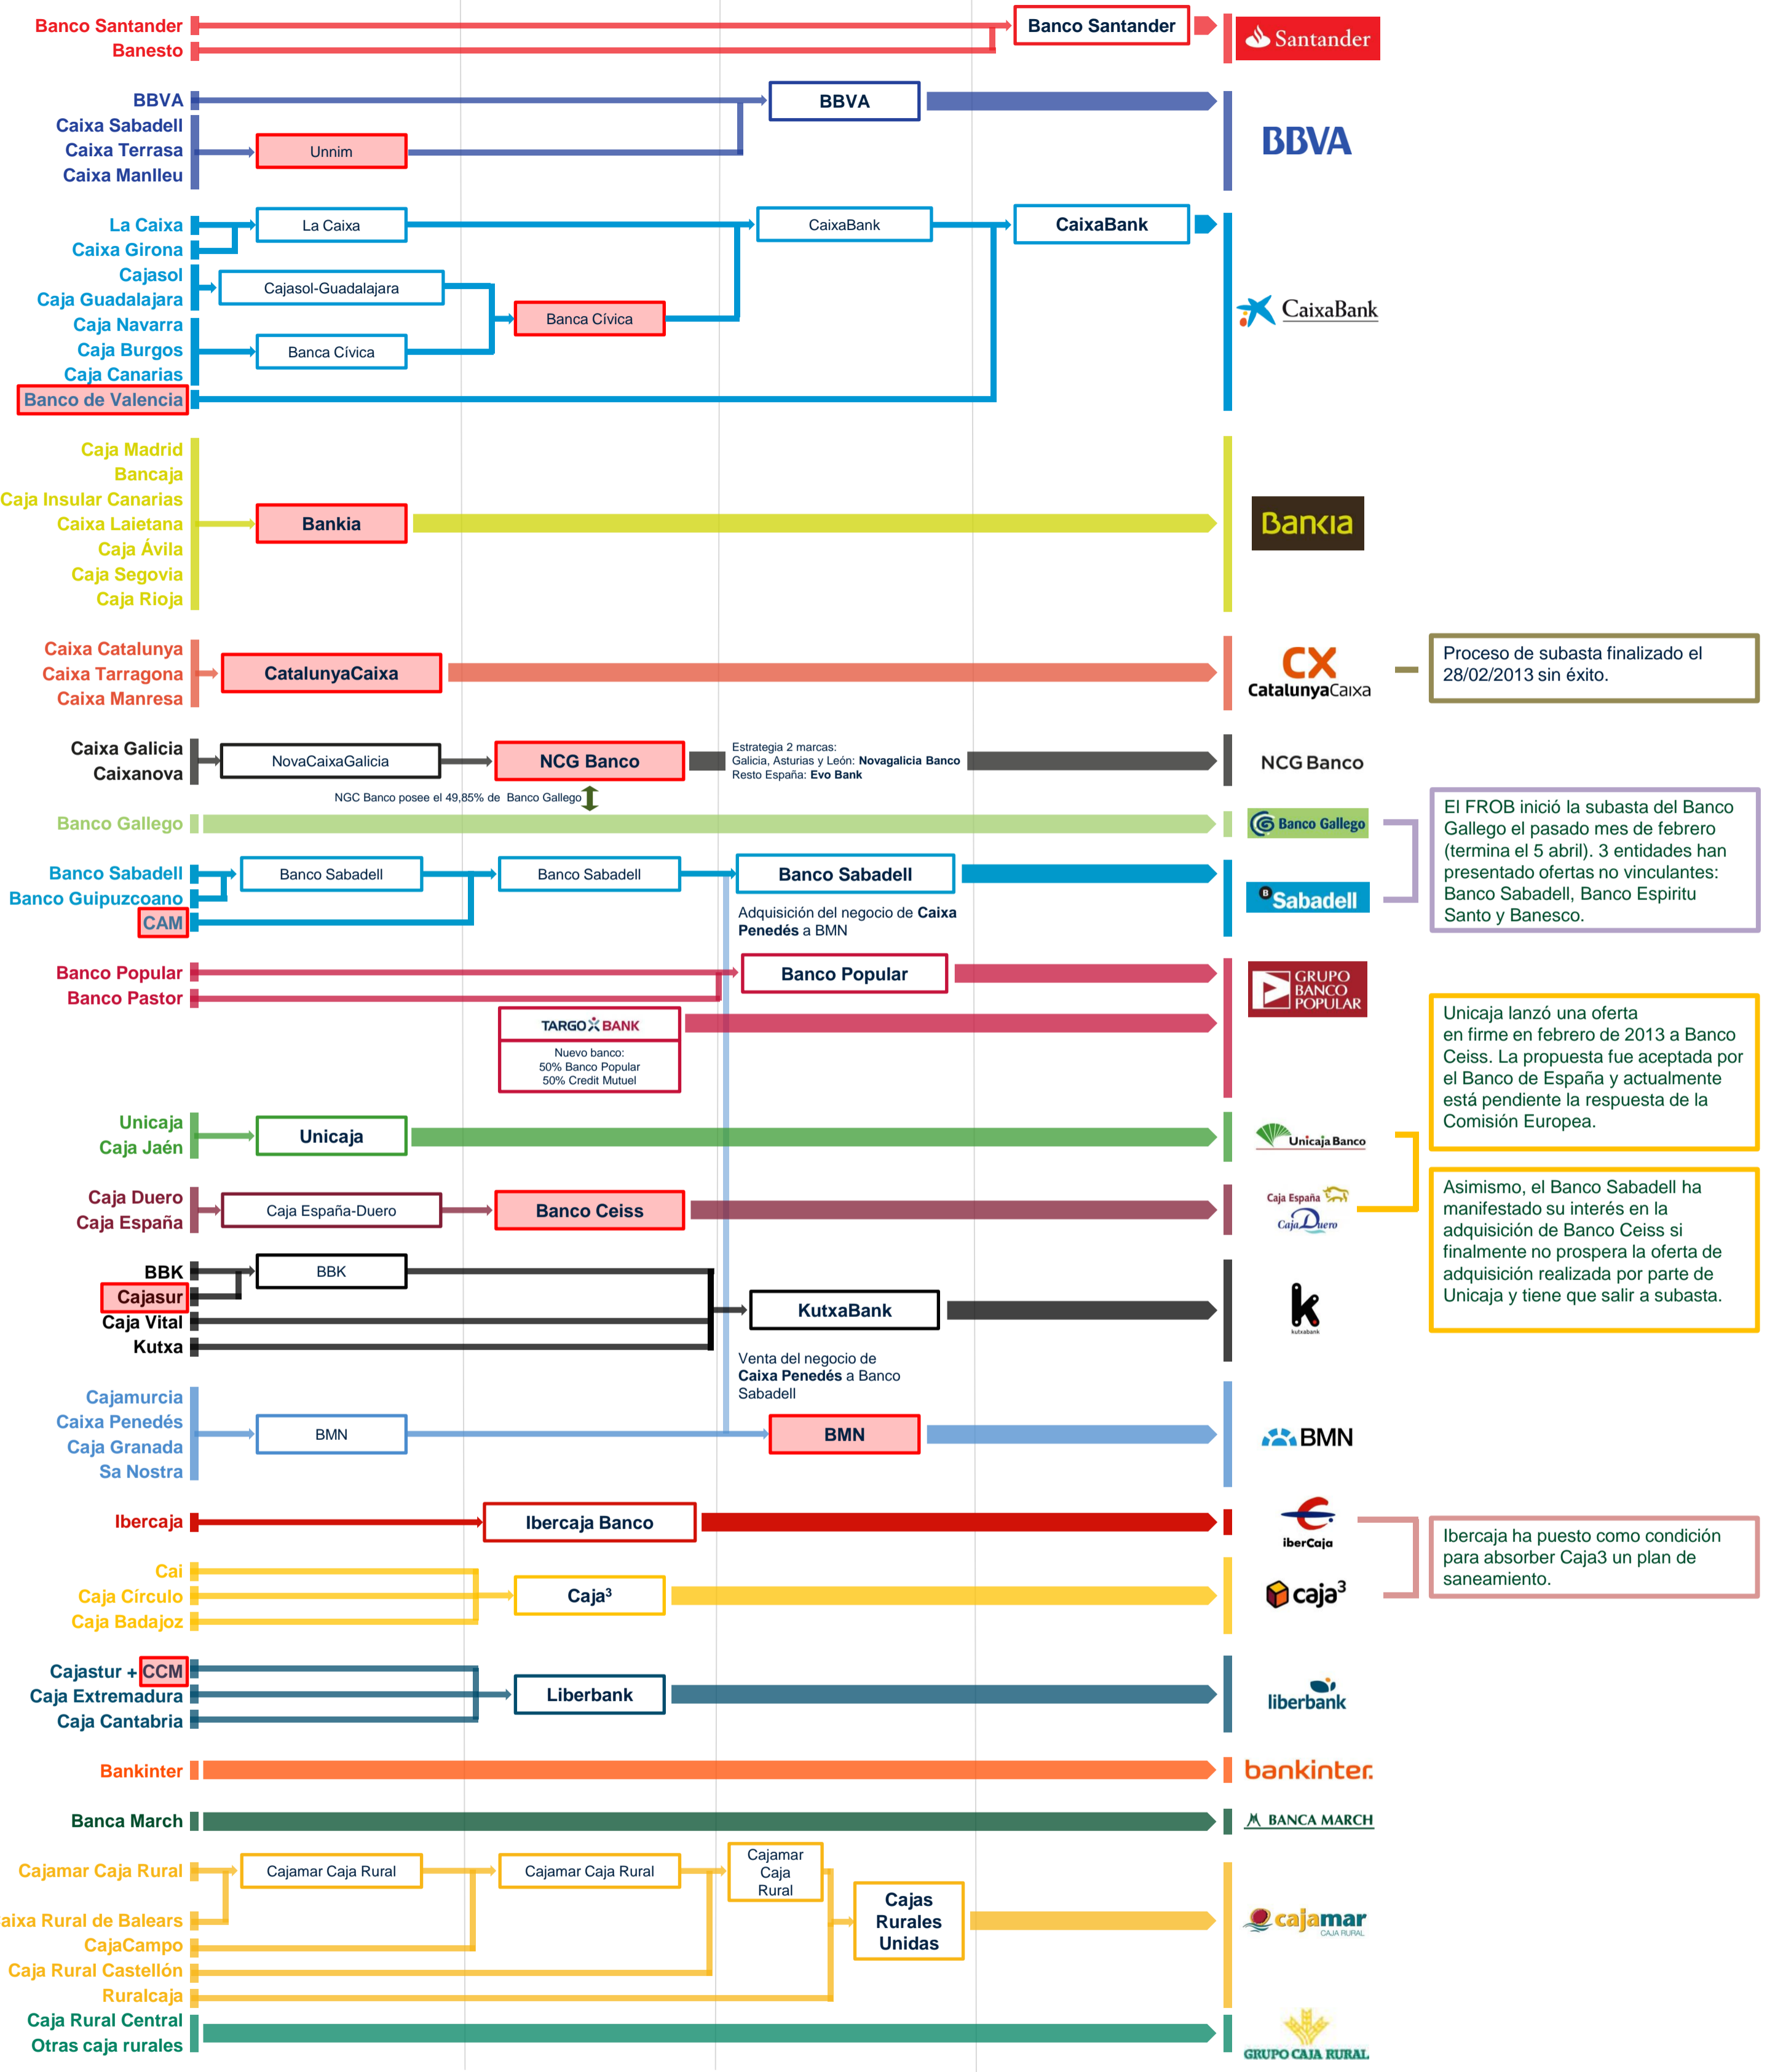 Banco Santander
Banesto
Banco Santander
Santander
BBVA
Caixa Sabadell
Caixa Terrasa
Caixa Manlleu
Unnim
BBVA
BBVA
La Caixa
Caixa Girona
Cajasol
Caja Guadalajara
Caja Navarra
Caja Burgos
Caja Canarias
Banco de Valencia
La Caixa
Cajasol-Guadalajara
Banca Cívica
Banca Cívica
CaixaBank
CaixaBank
CaixaBank
Caja Madrid
Bancaja
Caja Insular Canarias
Caixa Laietana
Caja Ávila
Caja Segovia
Caja Rioja
Bankia
Bankia
Caixa Catalunya
Caixa Tarragona
Caixa Manresa
CatalunyaCaixa
CX
CatalunyaCaixa
Proceso de subasta finalizado el
28/02/2013 sin éxito.
Caixa Galicia
Caixanova
NovaCaixaGalicia
NCG Banco
Estrategia 2 marcas:
Galicia, Asturias y León: Novagalicia Banco
Resto España: Evo Bank
NCG Banco
NGC Banco posee el 49,85% de Banco Gallego
Banco Gallego
Banco Gallego
El FROB inició la subasta del Banco
Gallego el pasado mes de febrero
(termina el 5 abril). 3 entidades han
presentado ofertas no vinculantes:
Banco Sabadell, Banco Espiritu
Santo y Banesco.
Banco Sabadell
Banco Guipuzcoano
CAM
Banco Sabadell
Banco Sabadell
Banco Sabadell
Adquisición del negocio de Caixa
Penedés a BMN
B Sabadell
Banco Popular
Banco Pastor
Banco Popular
GRUPO
BANCO
POPULAR
TARGO BANK
Nuevo banco:
50% Banco Popular
50% Credit Mutuel
Unicaja lanzó una oferta
en firme en febrero de 2013 a Banco
Ceiss. La propuesta fue aceptada por
el Banco de España y actualmente
está pendiente la respuesta de la
Comisión Europea.
Unicaja
Caja Jaén
Unicaja
Unicaja Banco
Caja Duero
Caja España
Caja España-Duero
Banco Ceiss
Caja España
Caja Duero
Asimismo, el Banco Sabadell ha
manifestado su interés en la
adquisición de Banco Ceiss si
finalmente no prospera la oferta de
adquisición realizada por parte de
Unicaja y tiene que salir a subasta.
BBK
Cajasur
Caja Vital
Kutxa
BBK
KutxaBank
k
kutxabank
Venta del negocio de
Caixa Penedés a Banco
Sabadell
Cajamurcia
Caixa Penedés
Caja Granada
Sa Nostra
BMN
BMN
BMN
Ibercaja
Ibercaja Banco
iberCaja
Ibercaja ha puesto como condición
para absorber Caja3 un plan de
saneamiento.
Cai
Caja Círculo
Caja Badajoz
Caja³
caja³
Cajastur + CCM
Caja Extremadura
Caja Cantabria
Liberbank
liberbank
Bankinter
bankinter.
Banca March
BANCA MARCH
Cajamar Caja Rural
aixa Rural de Balears
CajaCampo
Caja Rural Castellón
Ruralcaja
Cajamar Caja Rural
Cajamar Caja Rural
Cajamar
Caja
Rural
Cajas
Rurales
Unidas
cajamar
CAJA RURAL
Caja Rural Central
Otras caja rurales
GRUPO CAJA RURAL